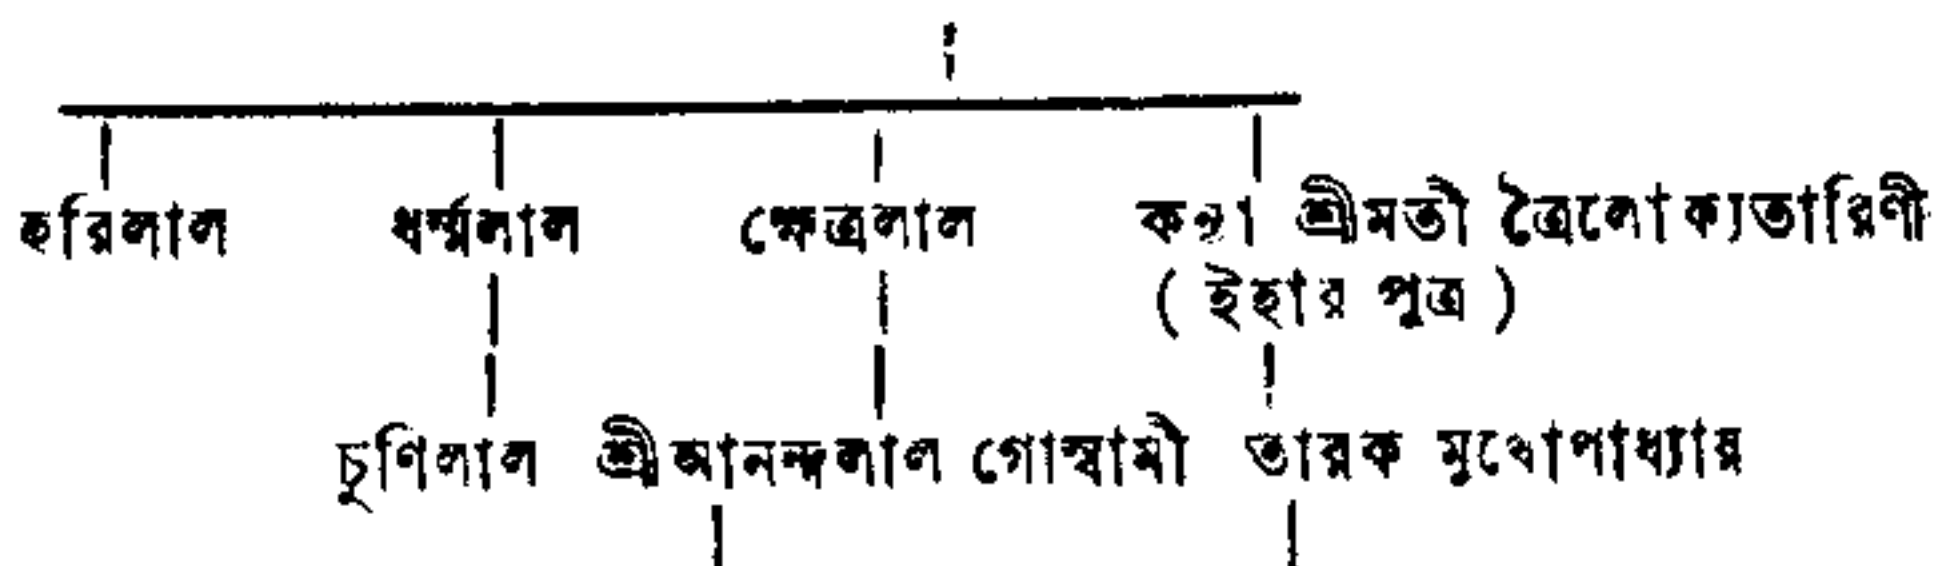 হরিলাল ধর্ম্মলাল ক্ষেত্রলাল কন্যা শ্রীমতী ত্রৈলোক্যতারিণী
( ইহার পুত্র )
চুণিলাল শ্রীআনন্দলাল গোস্বামী তারক মুখোপাধ্যায়